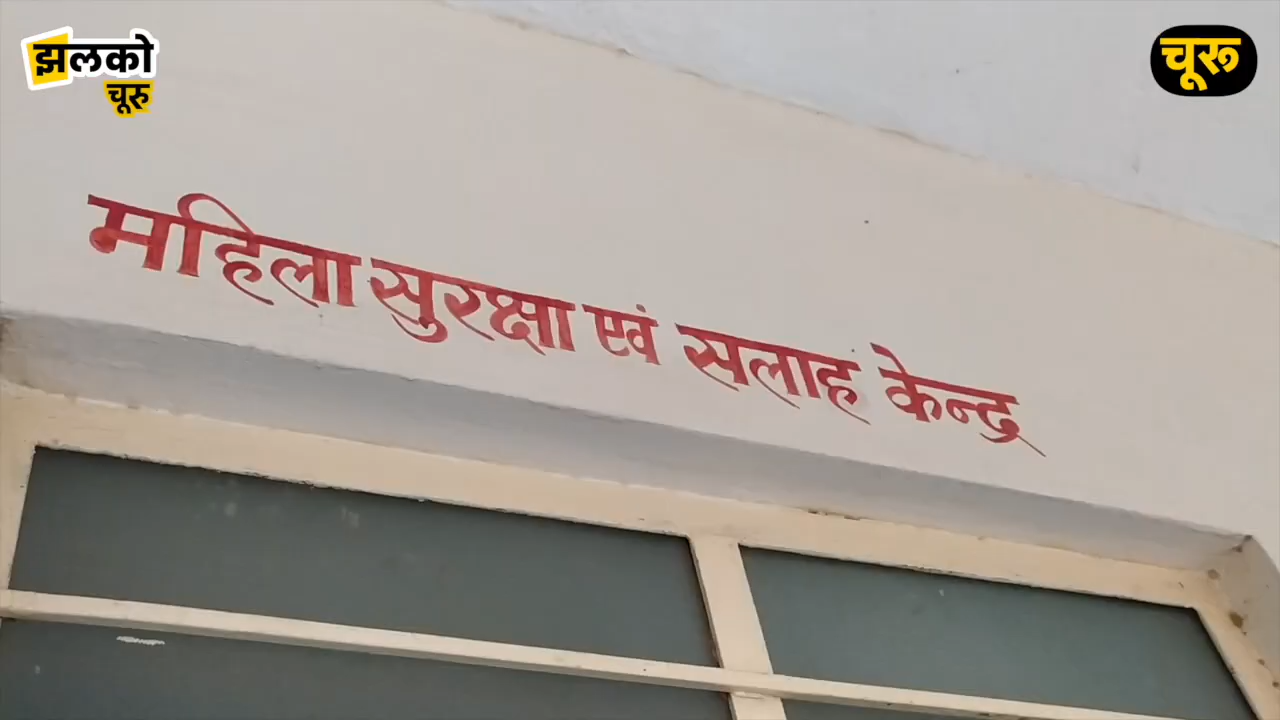 झलको
चूरु
चूरू
महिला सुरक्षा एवं सलाह केन्द्र